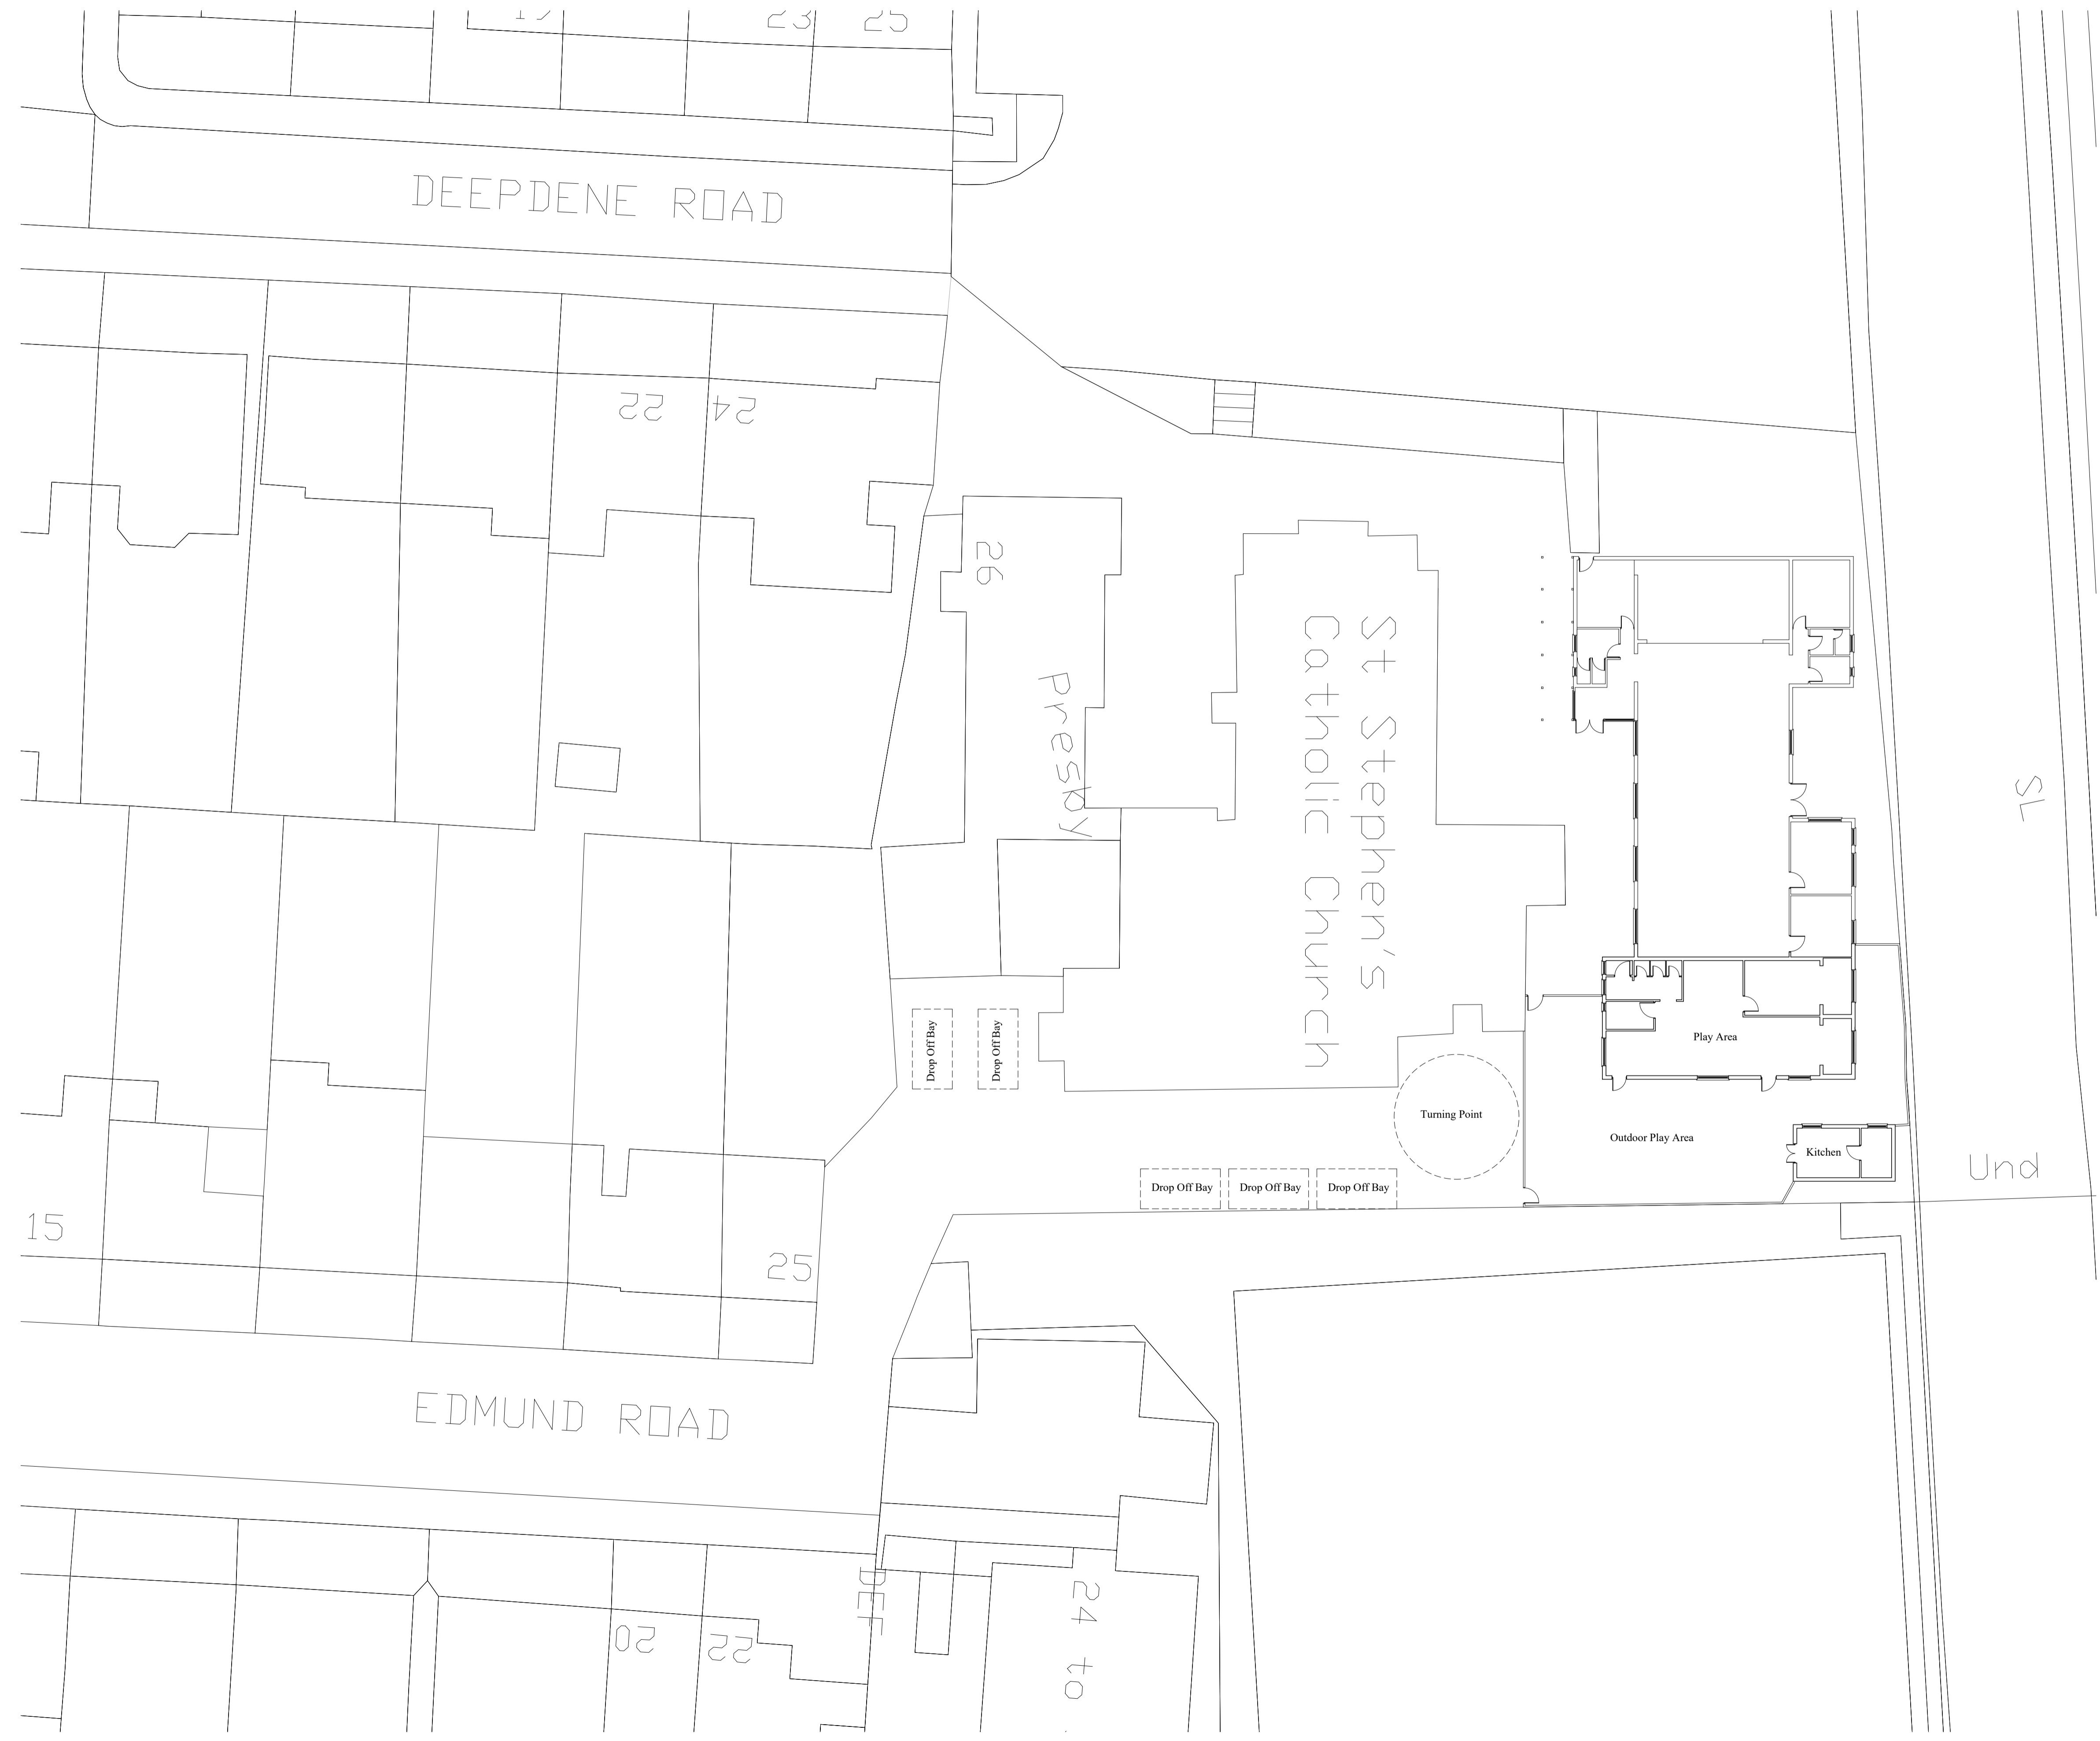 23
25
DEEPDENE ROAD
22
24
26
Presby
St Stephen's
Catholic Church
SL
Drop Off Bay
Drop Off Bay
Play Area
Turning Point
Outdoor Play Area
Kitchen
Und
Drop Off Bay
Drop Off Bay
Drop Off Bay
15
25
EDMUND ROAD
20
22
24 to